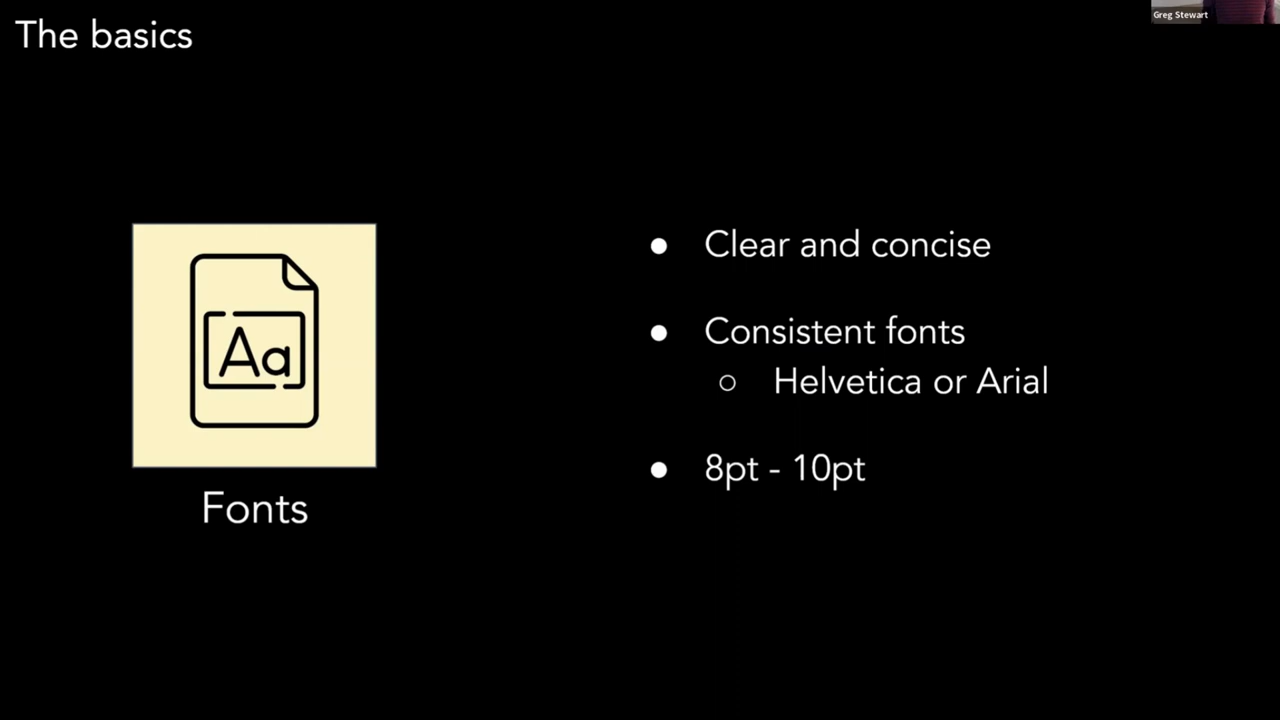 The basics
Greg Stewart
Aa
Fonts
● Clear and concise
● Consistent fonts
○ Helvetica or Arial
● 8pt - 10pt